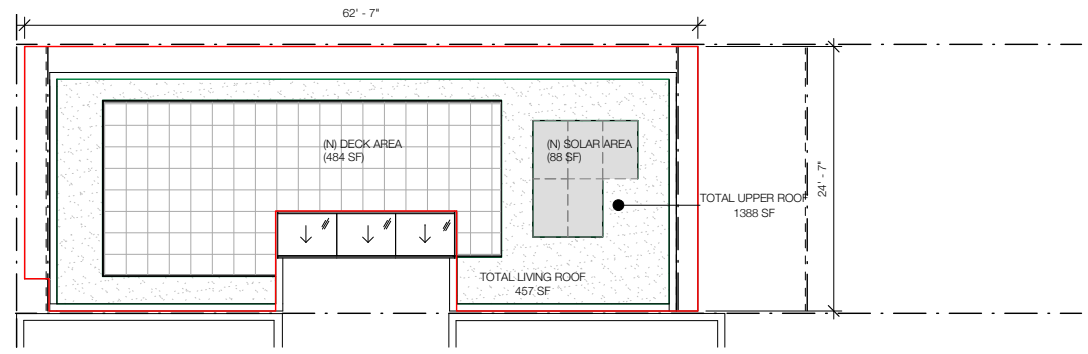 62' - 7"
(N) DECK AREA
(484 SF)
(N) SOLAR AREA
(88 SF)
TOTAL UPPER ROOF
1388 SF
24' - 7"
TOTAL LIVING ROOF
457 SF